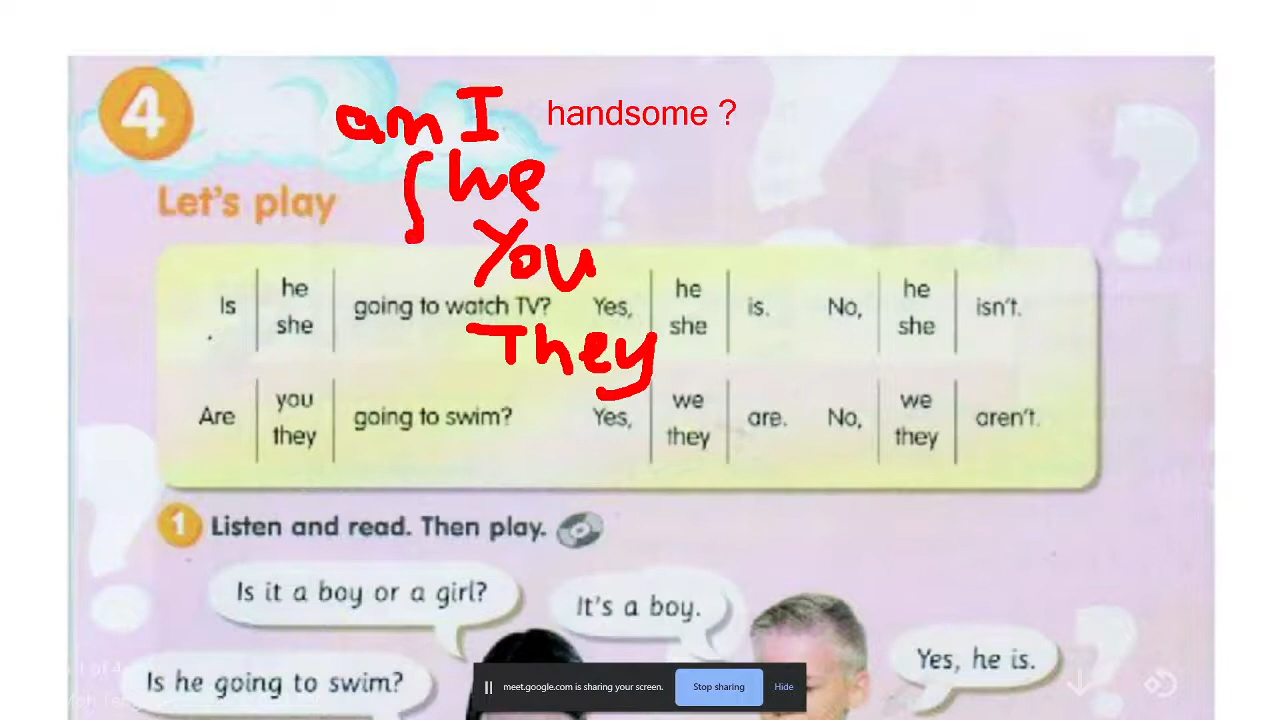 4
am I handsome ?
She
Let's play
You
Is he she going to watch TV? Yes, he she is. No, he she isn't.
They
Are you they going to swim? Yes, we they are. No, we they aren't.
1 Listen and read. Then play.
Is it a boy or a girl?
It's a boy.
Yes, he is.
Is he going to swim?
meet.google.com is sharing your screen. Stop sharing Hide